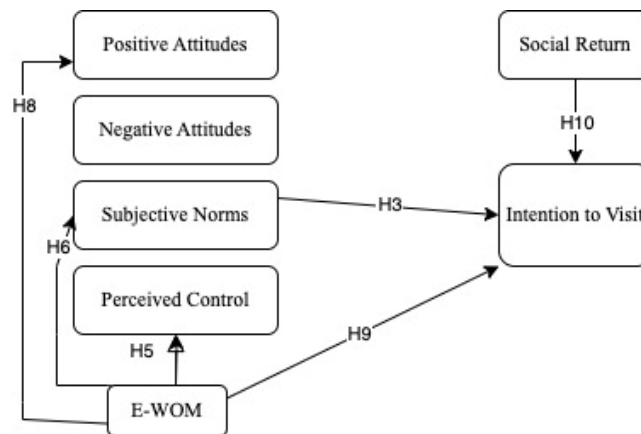 Positive Attitudes
Social Return
H8
H10
Negative Attitudes
Subjective Norms
H3
Intention to Visit
H6
Perceived Control
H5
H9
E-WOM